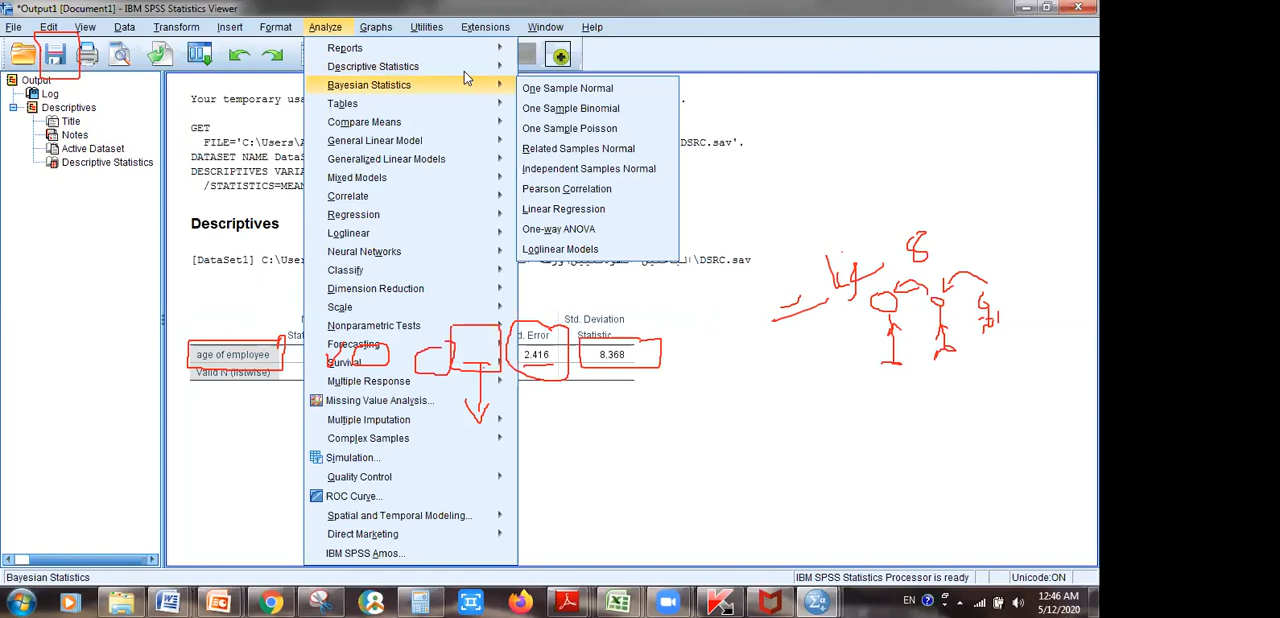 *Output1 [Document1] - IBM SPSS Statistics Viewer
File Edit View Data Transform Insert Format Analyze Graphs Utilities Extensions Window Help
Output
Log
Descriptives
Title
Notes
Active Dataset
Descriptive Statistics
Reports
Descriptive Statistics
Bayesian Statistics
Tables
Compare Means
General Linear Model
Generalized Linear Models
Mixed Models
Correlate
Regression
Loglinear
Neural Networks
Classify
Dimension Reduction
Scale
Nonparametric Tests
Forecasting
Survival
Multiple Response
Missing Value Analysis...
Multiple Imputation
Complex Samples
Simulation...
Quality Control
ROC Curve...
Spatial and Temporal Modeling...
Direct Marketing
IBM SPSS Amos...
One Sample Normal
One Sample Binomial
One Sample Poisson
Related Samples Normal
Independent Samples Normal
Pearson Correlation
Linear Regression
One-way ANOVA
Loglinear Models
Your temporary usa
GET
FILE='C:\Users\A DSRC.sav'.
DATASET NAME DataS
DESCRIPTIVES VARIA
/STATISTICS=MEAN
Descriptives
[DataSet1] C:\Use \DSRC.sav
Std. Deviation
Error Statistic
age of employee 2.416 8.368
Valid N (listwise)
8
Bayesian Statistics IBM SPSS Statistics Processor is ready Unicode:ON
EN 12:46 AM
5/12/2020